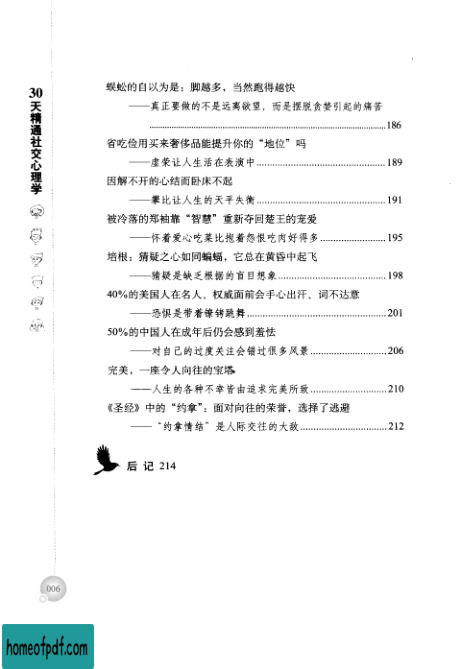 30天精通社交心理学
蜈蚣的自以为是：脚越多，当然跑得越快
——真正要做的不是远离欲望，而是摆脱贪婪引起的痛苦
186
省吃俭用买来奢侈品能提升你的“地位”吗
——虚荣让人生活在表演中 189
因解不开的心结而卧床不起
——攀比让人生的天平失衡 191
被冷落的郑袖靠“智慧”重新夺回楚王的宠爱
——怀着爱心吃菜比抱着怨恨吃肉好得多 195
培根：猜疑之心如同蝙蝠，它总在黄昏中起飞
——猜疑是缺乏根据的盲目想象 198
40%的美国人在名人、权威面前会手心出汗、词不达意
——恐惧是带着镣铐跳舞 201
50%的中国人在成年后仍会感到羞怯
——对自己的过度关注会错过很多风景 206
完美，一座令人向往的宝塔
——人生的各种不幸皆由追求完美所致 210
《圣经》中的“约拿”：面对向往的荣誉，选择了逃避
——“约拿情结”是人际交往的大敌 212
后记 214
006
homeofpdf.com